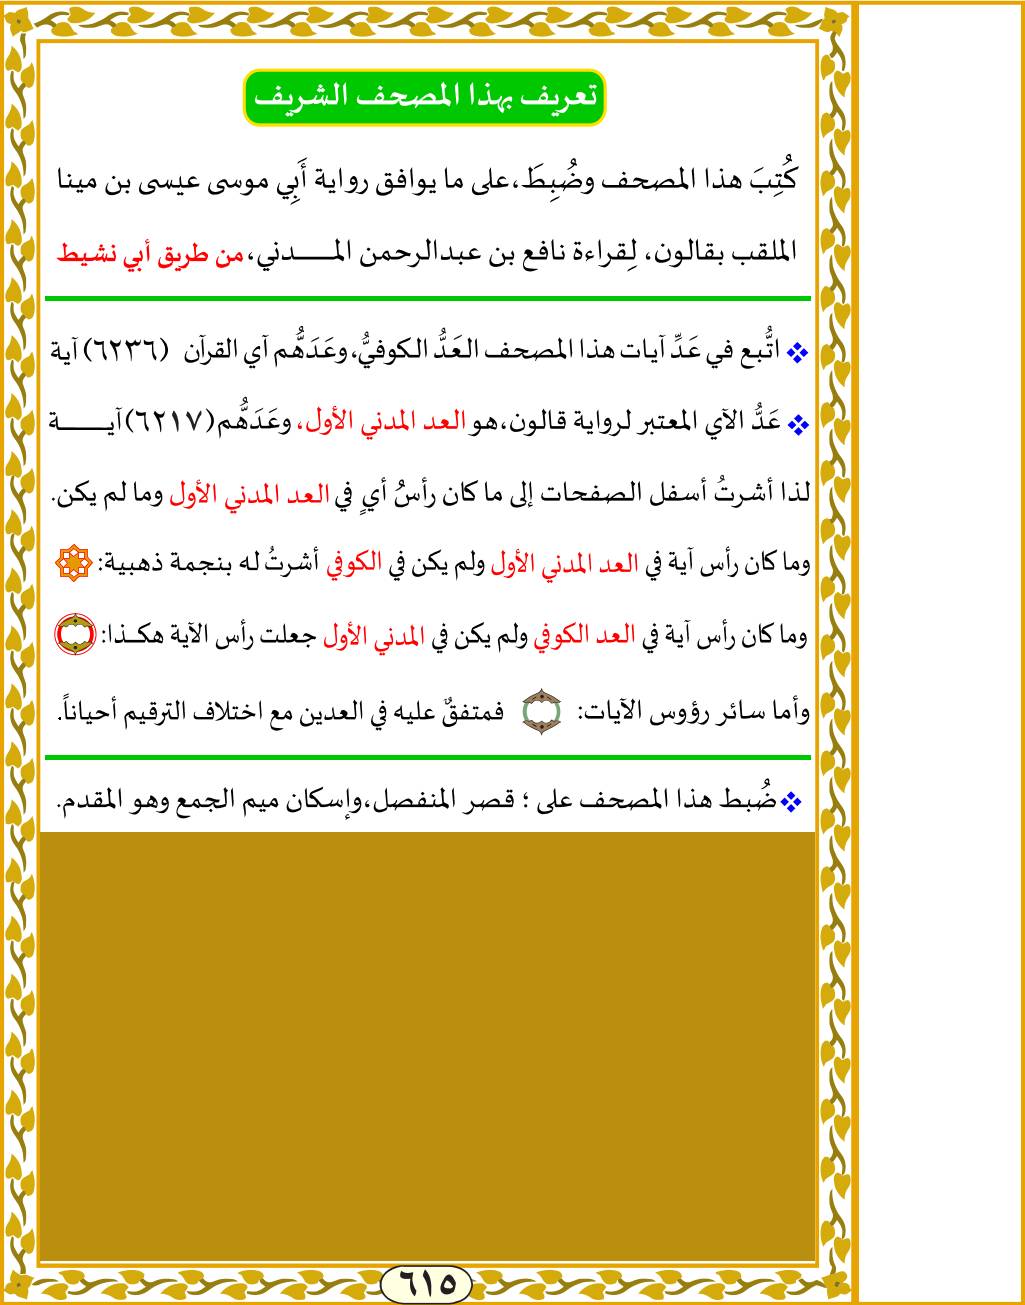 تعريف بهذا المصحف الشريف
كُتِبَ هذا المصحف وضُبِطَ،على ما يوافق رواية أَبِي موسى عيسى بن مينا
الملقب بقالون، لِقراءة نافع بن عبدالرحمن المـــدني، من طريق أبي نشيط
❖ اتُّبع في عَدِّ آيات هذا المصحف العَدُّ الكوفيُّ،وعَدَهُّم آي القرآن (٦٢٣٦) آية
❖ عَدُّ الآي المعتبر لرواية قالون،هو العد المدني الأول، وعَدَهُّم(٦٢١٧)آيـــــة
لذا أشرتُ أسفل الصفحات إلى ما كان رأسُ أيٍ في العد المدني الأول وما لم يكن.
وما كان رأس آية في العد المدني الأول ولم يكن في الكوفي أشرتُ له بنجمة ذهبية:
وما كان رأس آية في العد الكوفي ولم يكن في المدني الأول جعلت رأس الآية هكـذا:
وأما سائر رؤوس الآيات: فمتفقٌ عليه في العدين مع اختلاف الترقيم أحياناً.
❖ ضُبط هذا المصحف على ؛ قصر المنفصل،وإسكان ميم الجمع وهو المقدم.
٦١٥